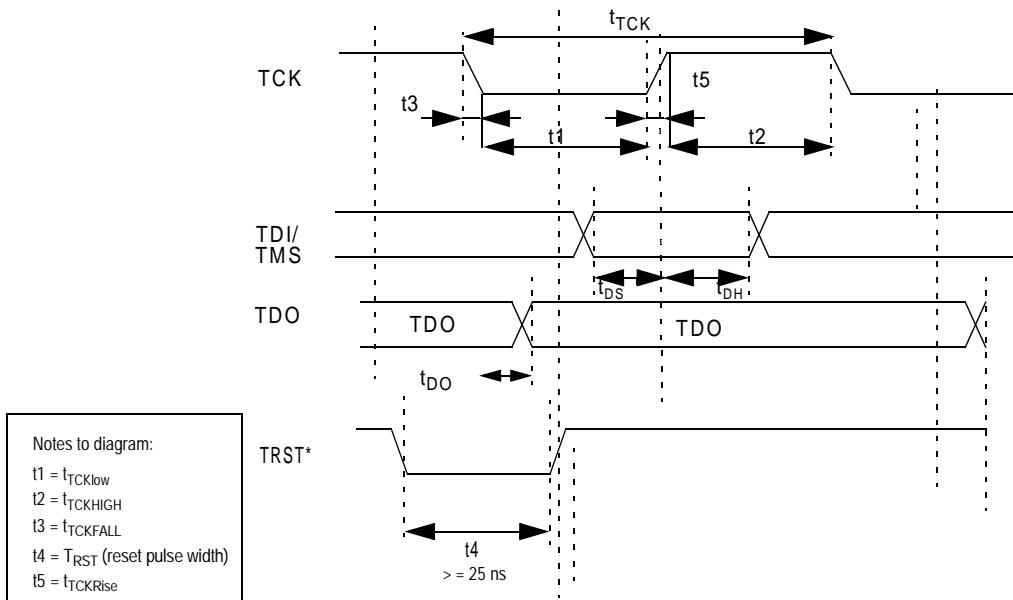 tTCK
TCK
t3
t5
t1
t2
TDI/
TMS
tDS
tDH
TDO
TDO
TDO
tDO
TRST*
t4
> = 25 ns
Notes to diagram:
t1 = tTCKlow
t2 = tTCKHIGH
t3 = tTCKFALL
t4 = TRST (reset pulse width)
t5 = tTCKRise